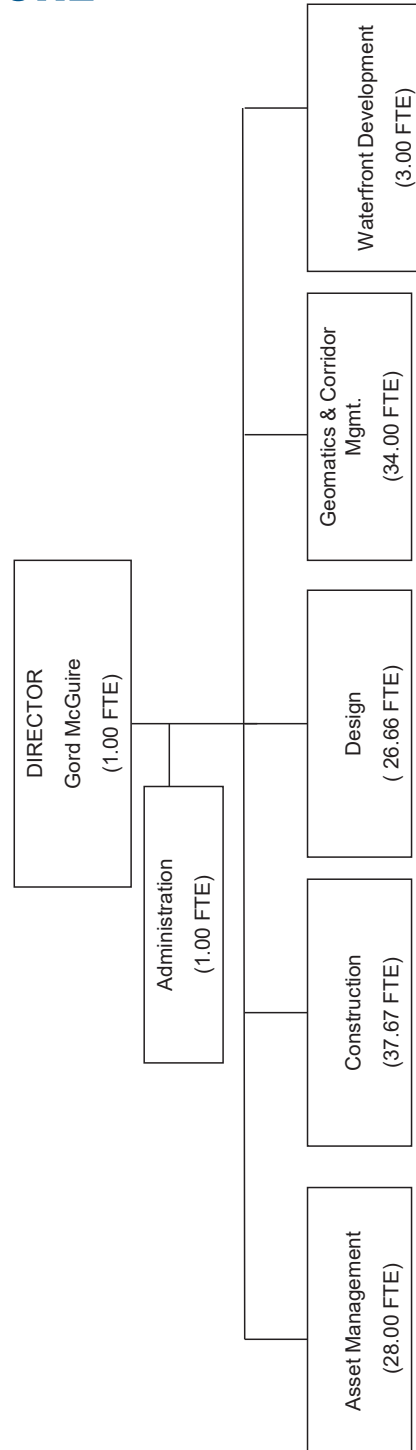 DIRECTOR
Gord McGuire
(1.00 FTE)
Administration
(1.00 FTE)
Asset Management
(28.00 FTE)
Construction
(37.67 FTE)
Design
( 26.66 FTE)
Geomatics & Corridor
Mgmt.
(34.00 FTE)
Waterfront Development
(3.00 FTE)